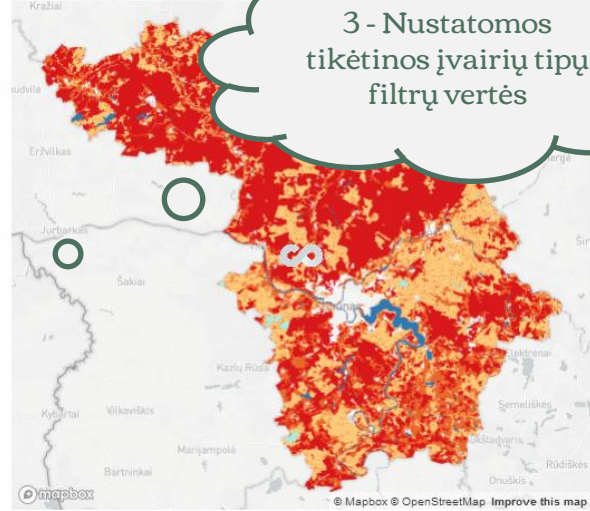 Kražiai
3 - Nustatomos
tikėtinos įvairių tipų
filtrų vertės
Eržvilkas
Jurbarkas
Šakiai
Kazlų Rūda
Elektrėnai
Semeliškės
Kybartai
Vilkaviškis
Marijampolė
Bartninkai
Rūdiškės
Onuškis
mapbox
© Mapbox © OpenStreetMap Improve this map